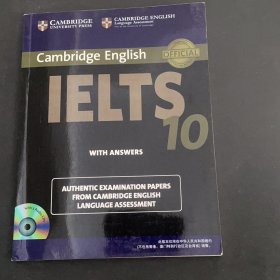 CAMBRIDGE
UNIVERSITY PRESS
CAMBRIDGE ENGLISH
Language Assessment
Cambridge English
OFFICIAL
IELTS
10
WITH ANSWERS
AUTHENTIC EXAMINATION PAPERS
FROM CAMBRIDGE ENGLISH
LANGUAGE ASSESSMENT